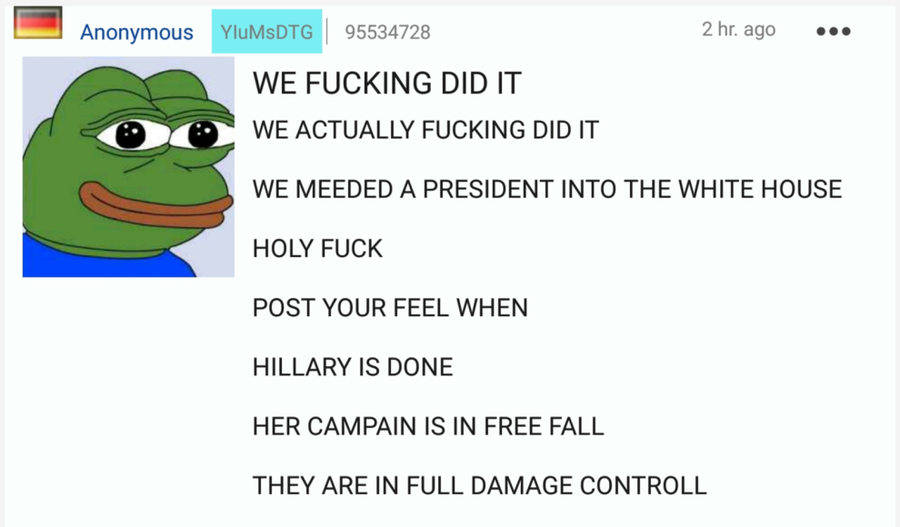 Anonymous YIuMsDTG 95534728 2 hr. ago
WE FUCKING DID IT
WE ACTUALLY FUCKING DID IT
WE MEEDED A PRESIDENT INTO THE WHITE HOUSE
HOLY FUCK
POST YOUR FEEL WHEN
HILLARY IS DONE
HER CAMPAIN IS IN FREE FALL
THEY ARE IN FULL DAMAGE CONTROLL